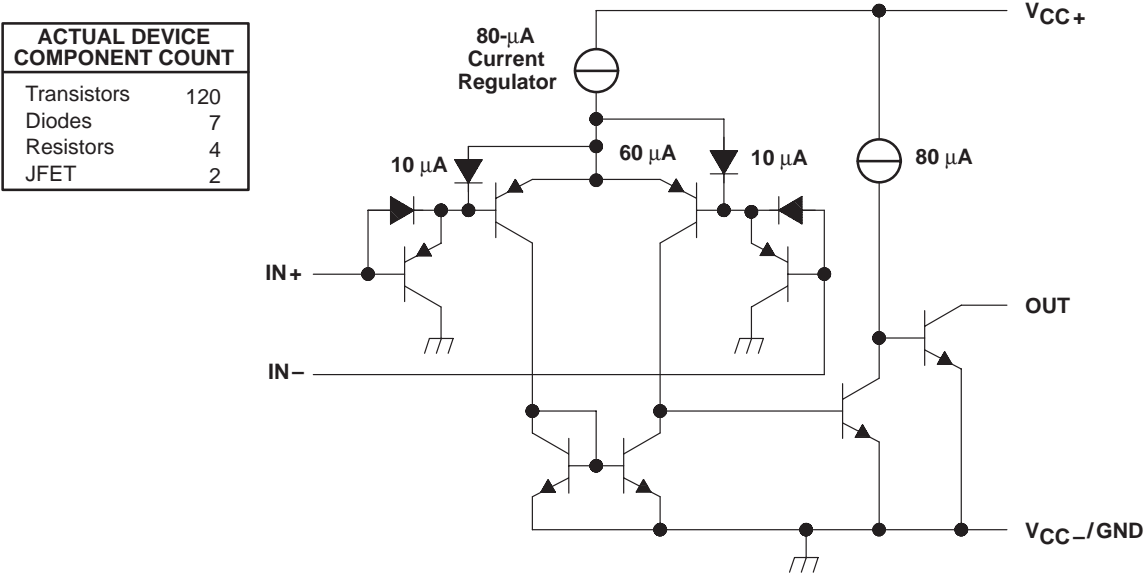 ACTUAL DEVICE
COMPONENT COUNT
Transistors 120
Diodes 7
Resistors 4
JFET 2
80-μA
Current
Regulator
VCC+
10 μA
60 μA
10 μA
80 μA
IN+
OUT
IN−
VCC−/GND